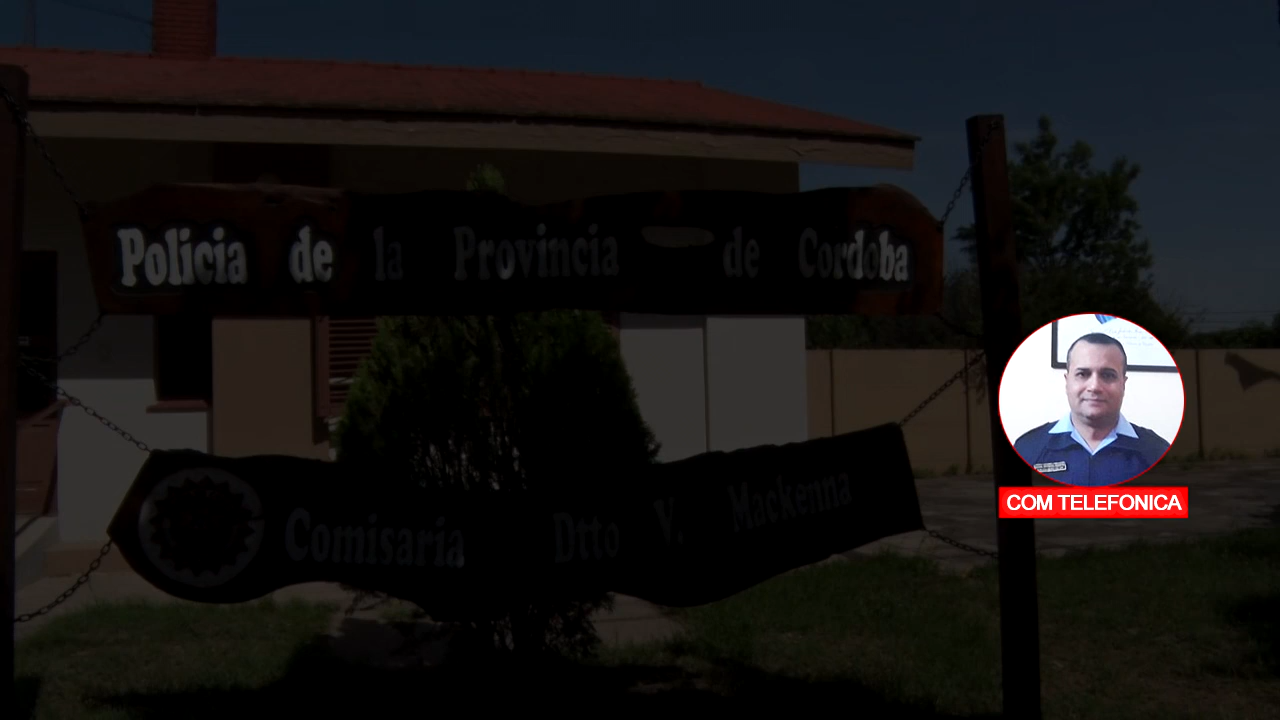 Policia de la Provincia de Cordoba
Comisaria Dtto V. Mackenna
COM TELEFONICA